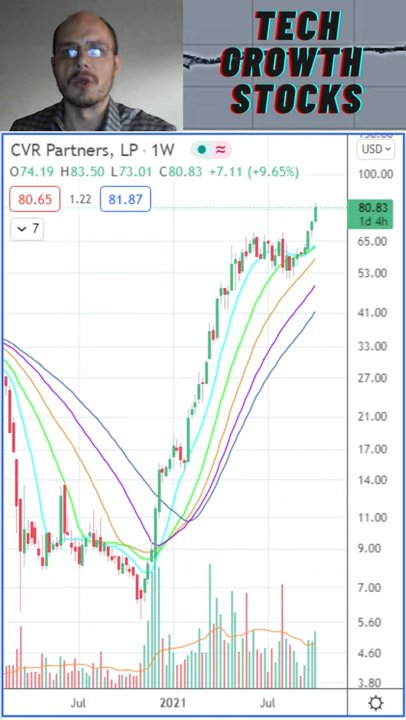 TECH
GROWTH
STOCKS
CVR Partners, LP · 1W
O74.19 H83.50 L73.01 C80.83 +7.11 (+9.65%)
80.65 1.22 81.87
7
USD
100.00
80.83
1d 4h
65.00
53.00
41.00
33.00
27.00
21.00
17.00
14.00
11.00
9.00
7.00
5.60
4.60
3.80
Jul 2021 Jul